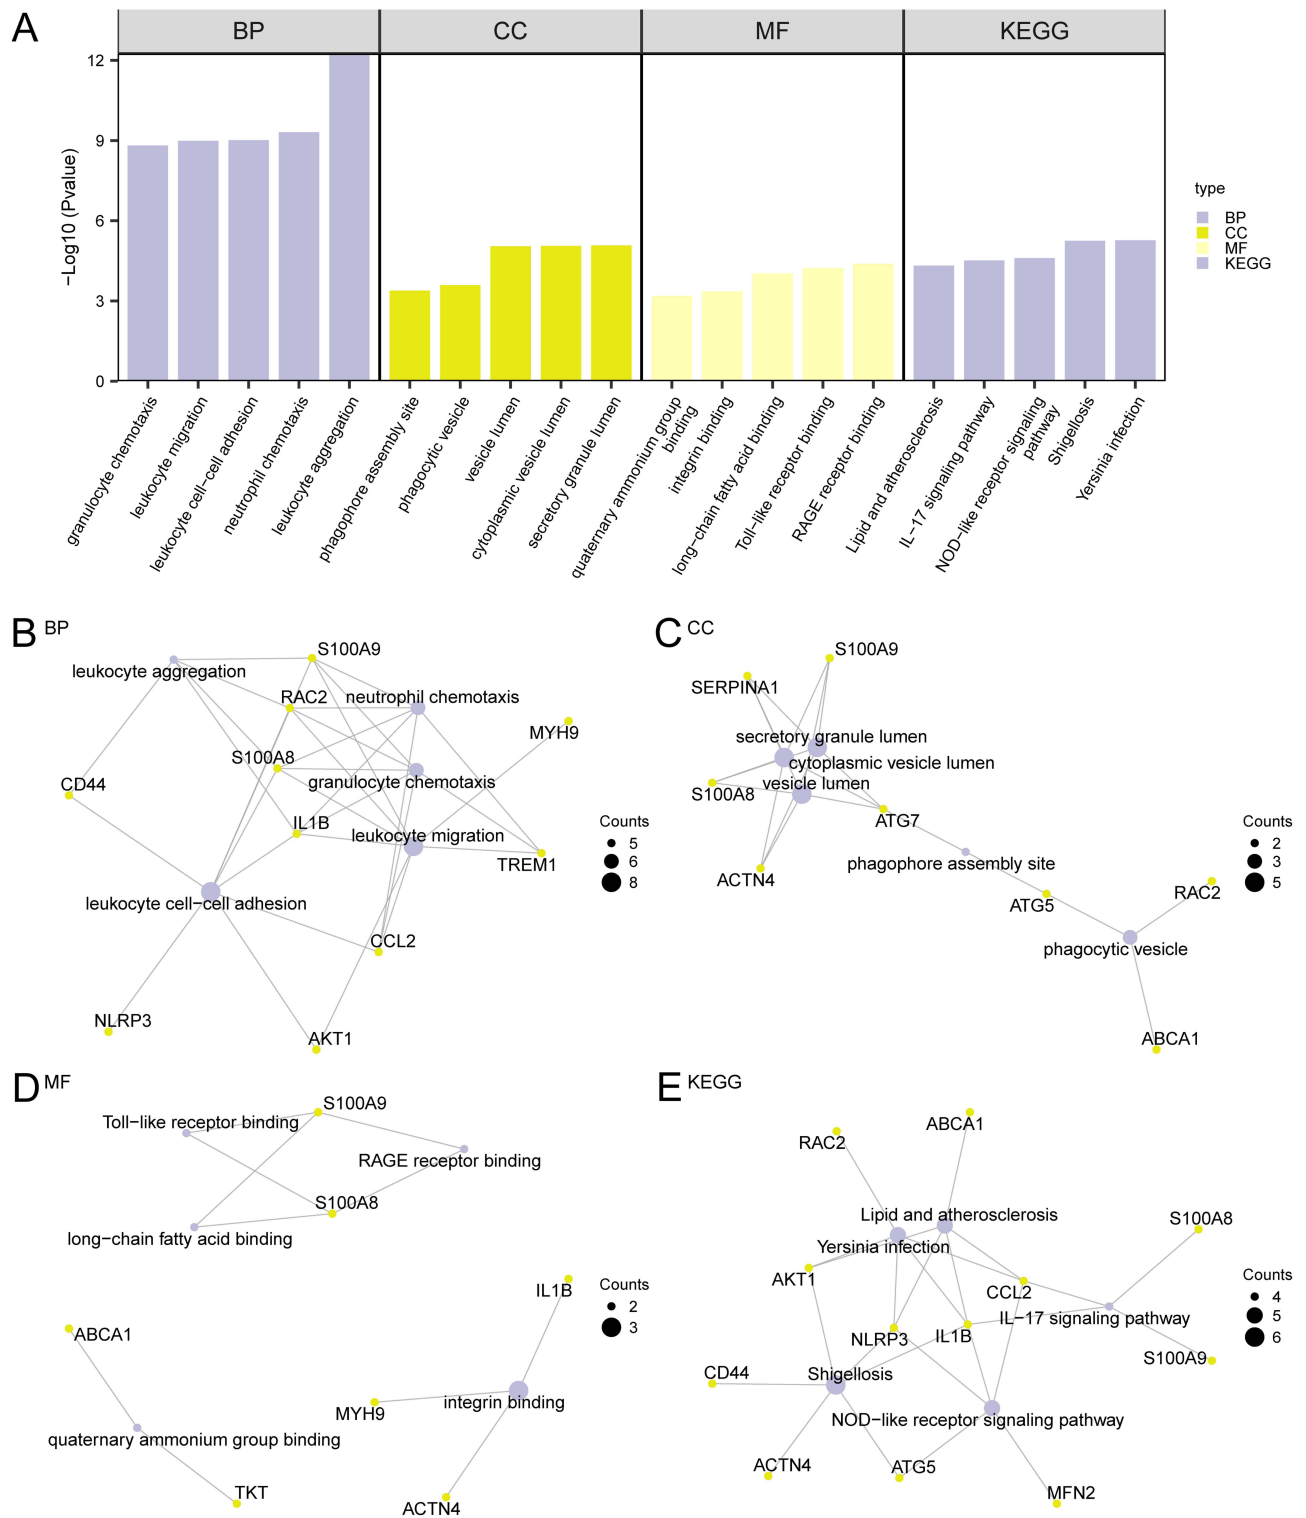 A
BP
CC
MF
KEGG
−Log10 (Pvalue)
12
9
6
3
0
granulocyte chemotaxis
leukocyte migration
leukocyte cell−cell adhesion
neutrophil chemotaxis
leukocyte aggregation
phagophore assembly site
phagocytic vesicle
vesicle lumen
cytoplasmic vesicle lumen
secretory granule lumen
quaternary ammonium group
binding
integrin binding
long−chain fatty acid binding
Toll−like receptor binding
RAGE receptor binding
Lipid and atherosclerosis
IL−17 signaling pathway
NOD−like receptor signaling
pathway
Shigellosis
Yersinia infection
type
BP
CC
MF
KEGG
B
BP
S100A9
leukocyte aggregation
RAC2
neutrophil chemotaxis
MYH9
S100A8
granulocyte chemotaxis
CD44
IL1B
leukocyte migration
TREM1
leukocyte cell−cell adhesion
CCL2
NLRP3
AKT1
Counts
5
6
8
C
CC
S100A9
SERPINA1
secretory granule lumen
cytoplasmic vesicle lumen
vesicle lumen
S100A8
ATG7
phagophore assembly site
ACTN4
RAC2
ATG5
phagocytic vesicle
ABCA1
Counts
2
3
5
D
MF
S100A9
Toll−like receptor binding
RAGE receptor binding
S100A8
long−chain fatty acid binding
IL1B
ABCA1
integrin binding
MYH9
quaternary ammonium group binding
TKT
ACTN4
Counts
2
3
E
KEGG
ABCA1
RAC2
Lipid and atherosclerosis
S100A8
Yersinia infection
AKT1
CCL2
IL−17 signaling pathway
NLRP3
IL1B
S100A9
CD44
Shigellosis
NOD−like receptor signaling pathway
ACTN4
ATG5
MFN2
Counts
4
5
6